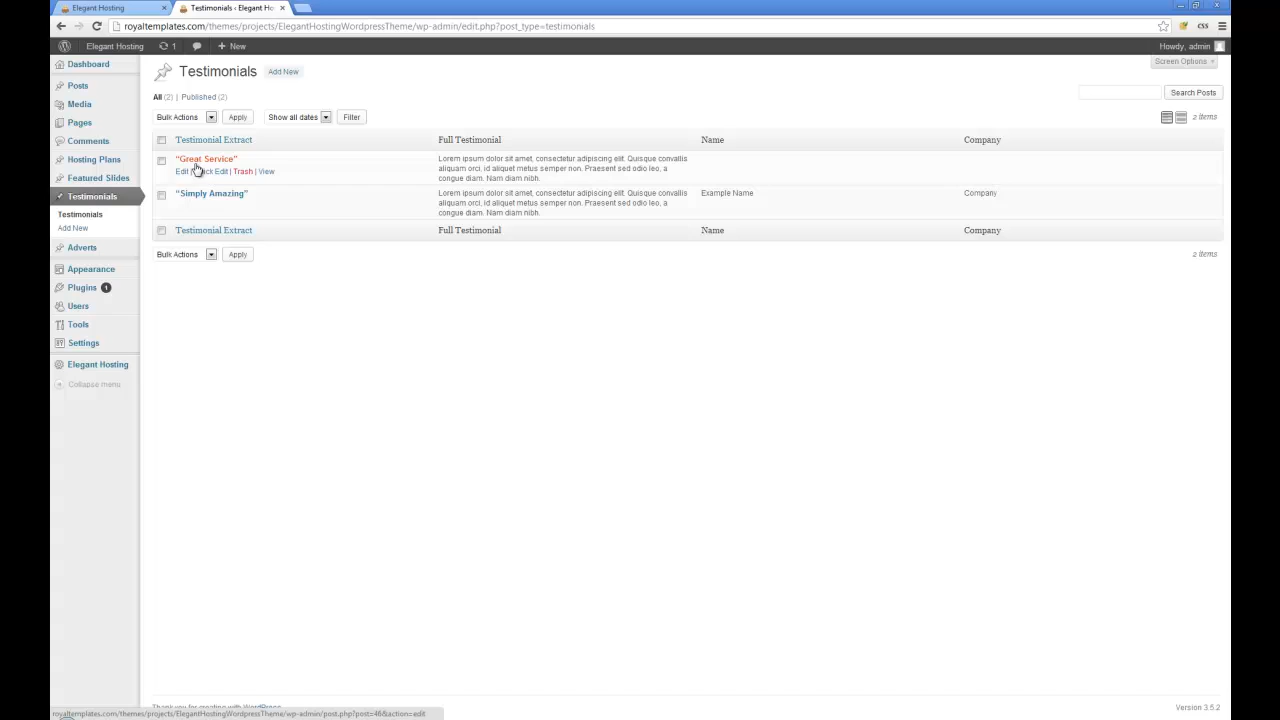 Elegant Hosting
Testimonials ‹ Elegant Ho
royaltemplates.com/themes/projects/ElegantHostingWordpressTheme/wp-admin/edit.php?post_type=testimonials
css
Elegant Hosting 1 + New
Howdy, admin
Dashboard
Posts
Media
Pages
Comments
Hosting Plans
Featured Slides
Testimonials
Testimonials
Add New
Adverts
Appearance
Plugins 1
Users
Tools
Settings
Elegant Hosting
Collapse menu
Screen Options
Testimonials Add New
All (2) | Published (2)
Search Posts
Bulk Actions Apply Show all dates Filter
2 items
Testimonial Extract Full Testimonial Name Company
"Great Service"
Edit | Edit | Trash | View
Lorem ipsum dolor sit amet, consectetur adipiscing elit. Quisque convallis
aliquam orci, id aliquet metus semper non. Praesent sed odio leo, a
congue diam. Nam diam nibh.
"Simply Amazing"
Lorem ipsum dolor sit amet, consectetur adipiscing elit. Quisque convallis
aliquam orci, id aliquet metus semper non. Praesent sed odio leo, a
congue diam. Nam diam nibh.
Example Name
Company
Testimonial Extract Full Testimonial Name Company
Bulk Actions Apply
2 items
Thank you for creating with WordPress
Version 3.5.2
royaltemplates.com/themes/projects/ElegantHostingWordpressTheme/wp-admin/post.php?post=46&action=edit